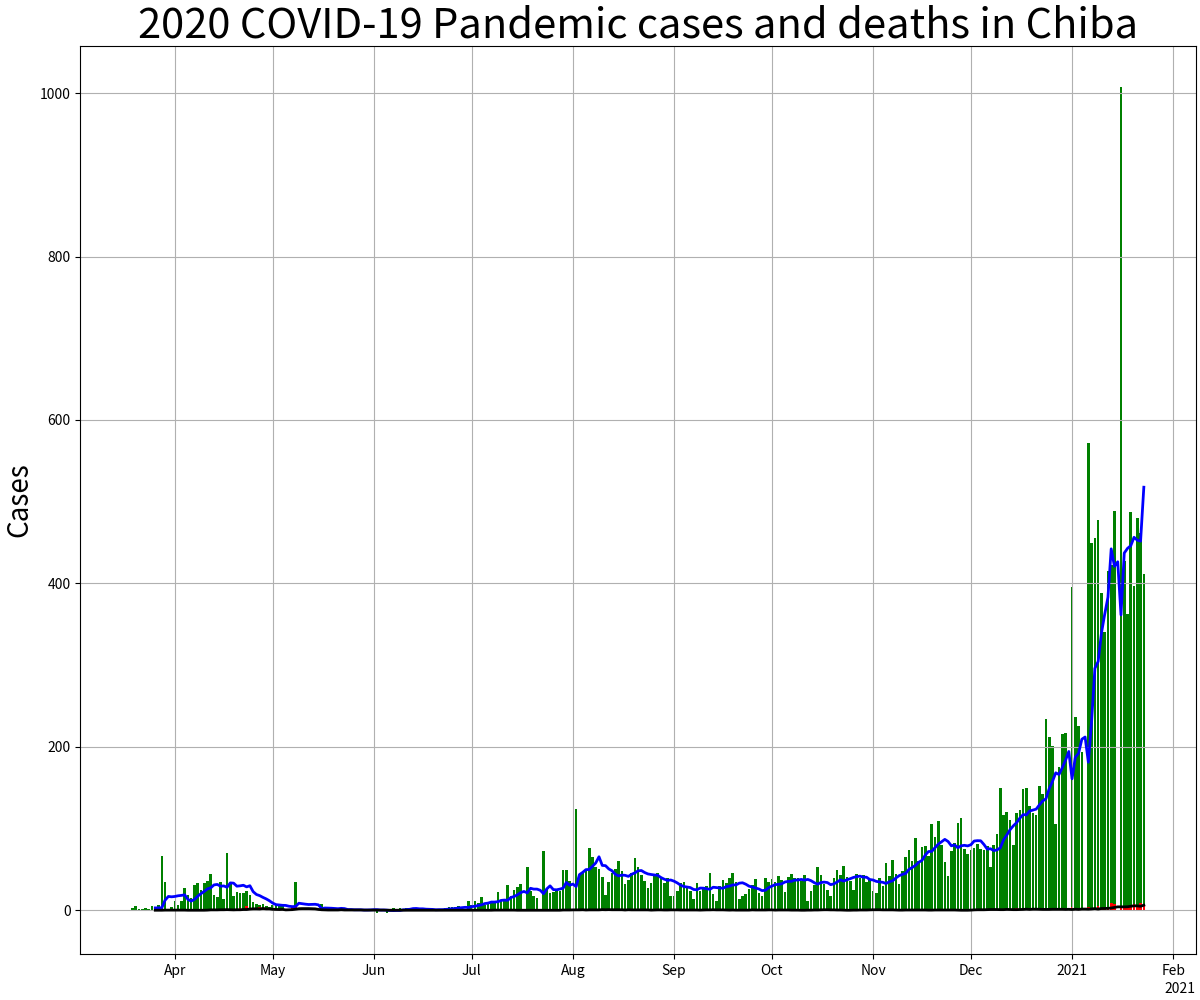 2020 COVID-19 Pandemic cases and deaths in Chiba
Cases
1000
800
600
400
200
0
Apr May Jun Jul Aug Sep Oct Nov Dec 2021 Feb
2021